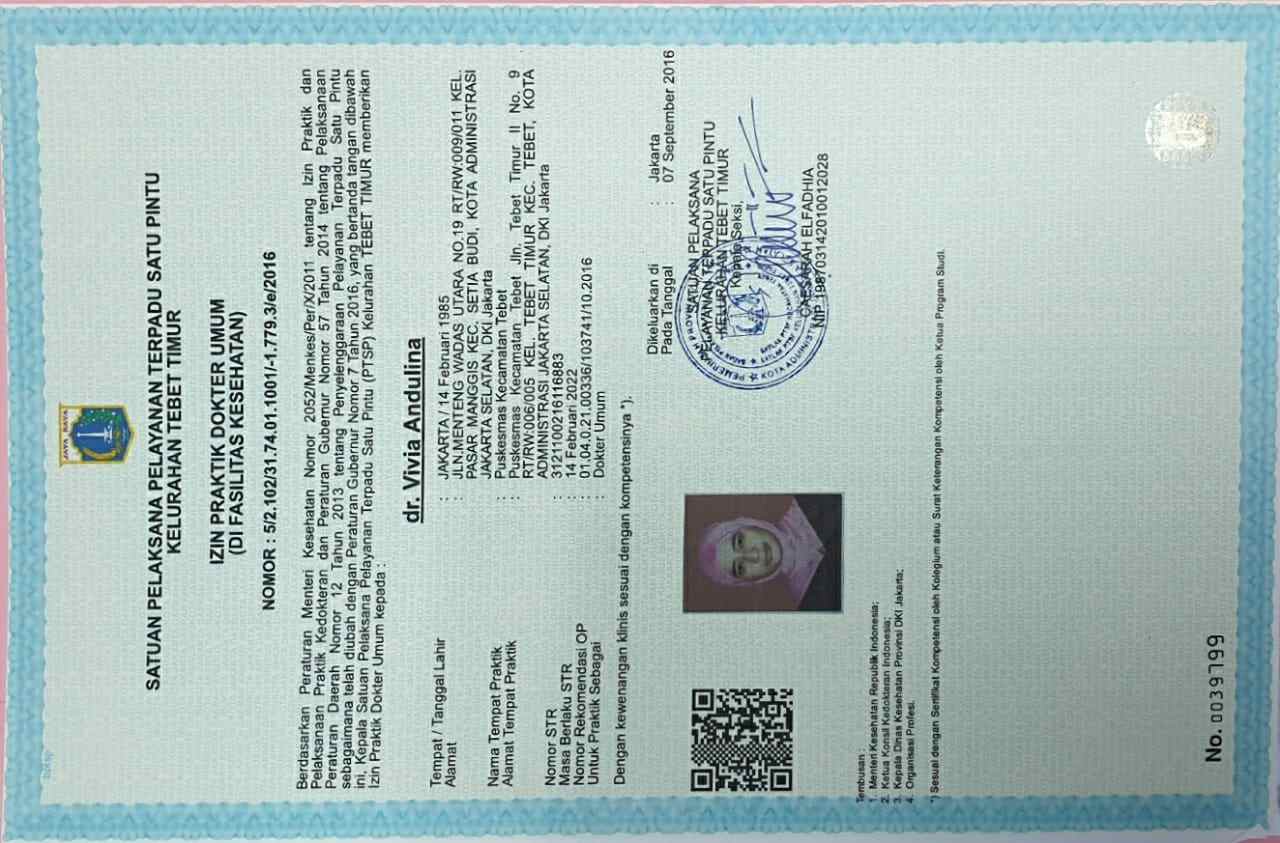 bptsp
JAYA RAYA
SATUAN PELAKSANA PELAYANAN TERPADU SATU PINTU
KELURAHAN TEBET TIMUR
IZIN PRAKTIK DOKTER UMUM
(DI FASILITAS KESEHATAN)
NOMOR : 5/2.102/31.74.01.1001/-1.779.3/e/2016
Berdasarkan Peraturan Menteri Kesehatan Nomor 2052/Menkes/Per/X/2011 tentang Izin Praktik dan
Pelaksanaan Praktik Kedokteran dan Peraturan Gubernur Nomor 57 Tahun 2014 tentang Pelaksanaan
Peraturan Daerah Nomor 12 Tahun 2013 tentang Penyelenggaraan Pelayanan Terpadu Satu Pintu
sebagaimana telah diubah dengan Peraturan Gubernur Nomor 7 Tahun 2016, yang bertanda tangan dibawah
ini, Kepala Satuan Pelaksana Pelayanan Terpadu Satu Pintu (PTSP) Kelurahan TEBET TIMUR memberikan
Izin Praktik Dokter Umum kepada :
dr. Vivia Andulina
Tempat / Tanggal Lahir : JAKARTA / 14 Februari 1985
Alamat : JLN.MENTENG WADAS UTARA NO.19 RT/RW:009/011 KEL.
PASAR MANGGIS KEC. SETIA BUDI, KOTA ADMINISTRASI
JAKARTA SELATAN, DKI Jakarta
Nama Tempat Praktik : Puskesmas Kecamatan Tebet
Alamat Tempat Praktik : Puskesmas Kecamatan Tebet Jln. Tebet Timur II No. 9
RT/RW:006/005 KEL. TEBET TIMUR KEC. TEBET, KOTA
ADMINISTRASI JAKARTA SELATAN, DKI Jakarta
Nomor STR : 3121100216116883
Masa Berlaku STR : 14 Februari 2022
Nomor Rekomendasi OP : 01.04.0.21.00336/103741/10.2016
Untuk Praktik Sebagai : Dokter Umum
Dengan kewenangan klinis sesuai dengan kompetensinya *).
Dikeluarkan di : Jakarta
Pada Tanggal : 07 September 2016
SATUAN PELAKSANA
PELAYANAN TERPADU SATU PINTU
KELURAHAN TEBET TIMUR
Kepala Seksi,
CAESARAH ELFADHIA
NIP 198703142010012028
Tembusan :
1. Menteri Kesehatan Republik Indonesia;
2. Ketua Konsil Kedokteran Indonesia;
3. Kepala Dinas Kesehatan Provinsi DKI Jakarta;
4. Organisasi Profesi.
*) Sesuai dengan Sertifikat Kompetensi oleh Kolegium atau Surat Keterangan Kompetensi oleh Ketua Program Studi.
No. 0039799